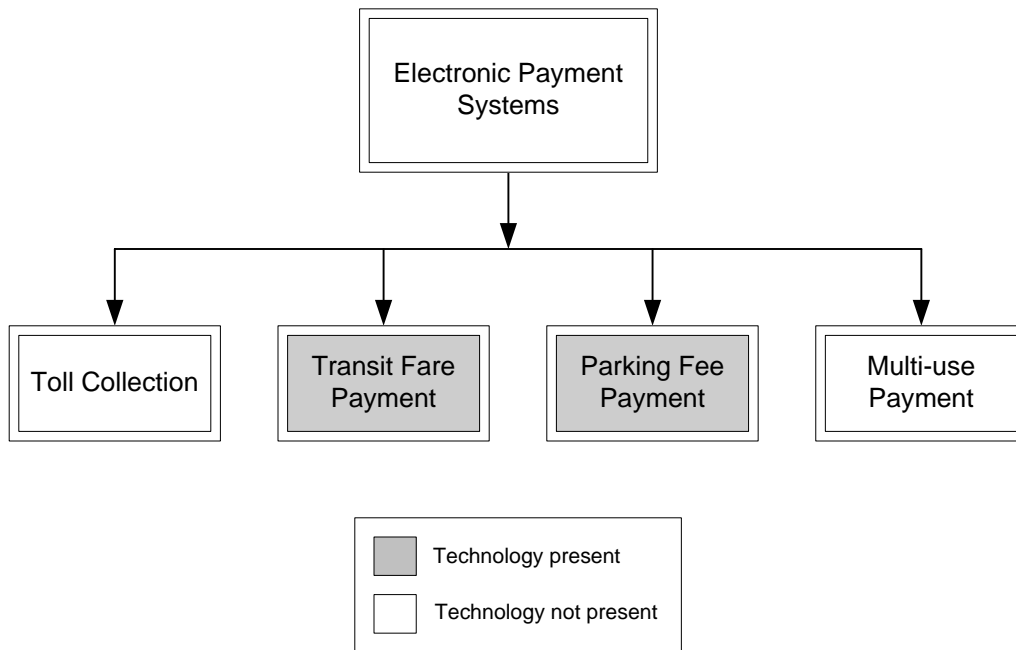 Electronic Payment
Systems
Toll Collection
Transit Fare
Payment
Parking Fee
Payment
Multi-use
Payment
Technology present
Technology not present